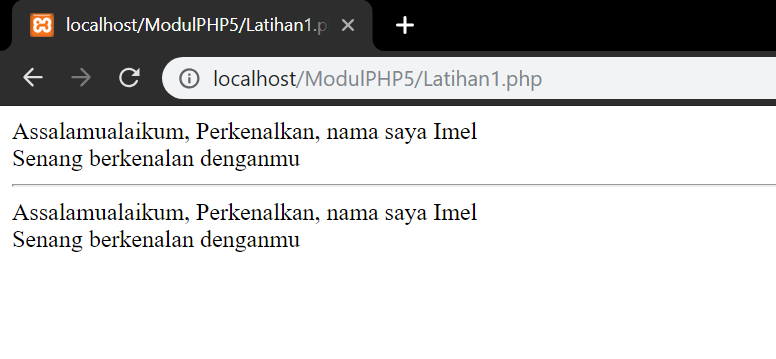 localhost/ModulPHP5/Latihan1.p
localhost/ModulPHP5/Latihan1.php
Assalamualaikum, Perkenalkan, nama saya Imel
Senang berkenalan denganmu
Assalamualaikum, Perkenalkan, nama saya Imel
Senang berkenalan denganmu